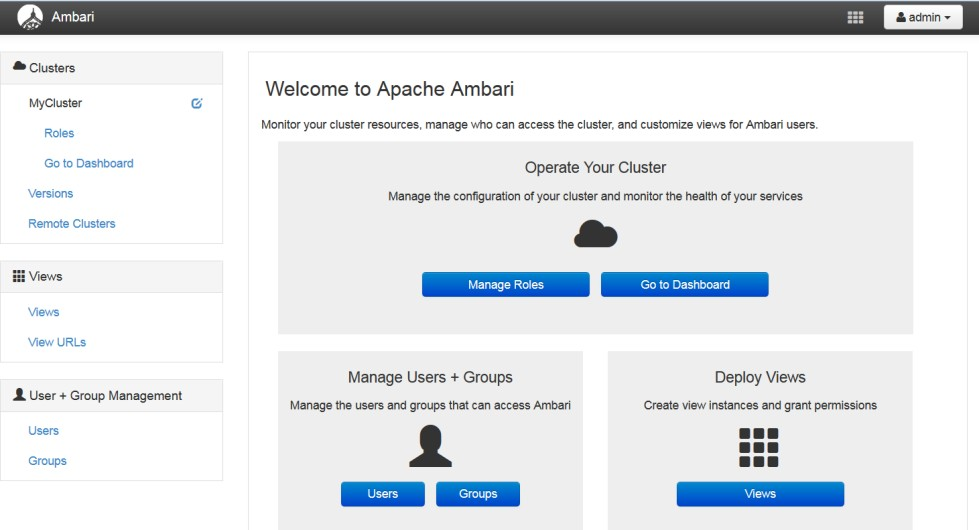 Ambari
admin
Clusters
MyCluster
Roles
Go to Dashboard
Versions
Remote Clusters
Views
Views
View URLs
User + Group Management
Users
Groups
Welcome to Apache Ambari
Monitor your cluster resources, manage who can access the cluster, and customize views for Ambari users.
Operate Your Cluster
Manage the configuration of your cluster and monitor the health of your services
Manage Roles
Go to Dashboard
Manage Users + Groups
Manage the users and groups that can access Ambari
Users
Groups
Deploy Views
Create view instances and grant permissions
Views